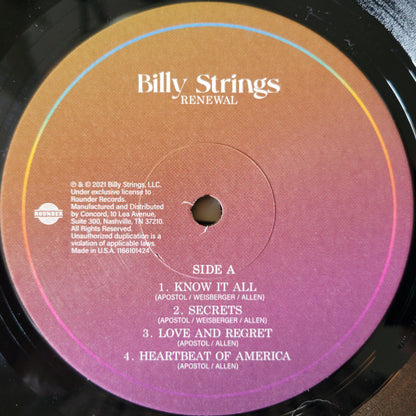 Billy Strings
RENEWAL
℗ & © 2021 Billy Strings, LLC.
Under exclusive license to
Rounder Records.
Manufactured and Distributed
by Concord, 10 Lea Avenue,
Suite 300, Nashville, TN 37210.
All Rights Reserved.
Unauthorized duplication is a
violation of applicable laws.
Made in U.S.A. 1166101424
ROUNDER
SIDE A
1. KNOW IT ALL
(APOSTOL / WEISBERGER / ALLEN)
2. SECRETS
(APOSTOL / WEISBERGER / ALLEN)
3. LOVE AND REGRET
(APOSTOL / ALLEN)
4. HEARTBEAT OF AMERICA
(APOSTOL / ALLEN)